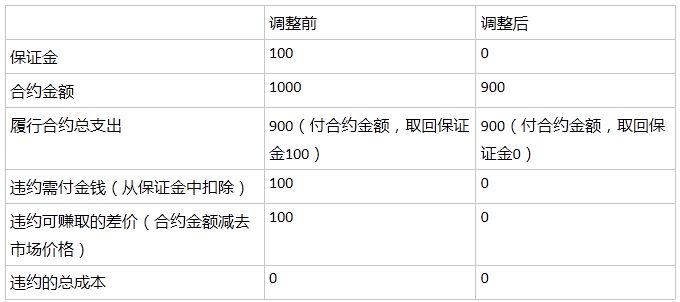 调整前 调整后
保证金 100 0
合约金额 1000 900
履行合约总支出 900（付合约金额，取回保证金100） 900（付合约金额，取回保证金0）
违约需付金钱（从保证金中扣除） 100 0
违约可赚取的差价（合约金额减去市场价格） 100 0
违约的总成本 0 0